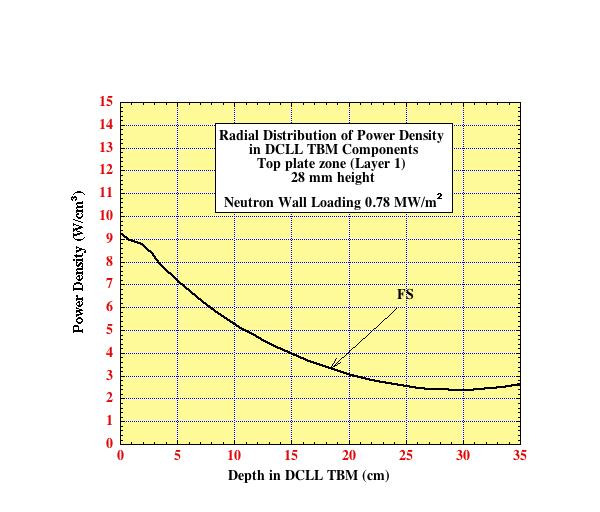 Radial Distribution of Power Density
in DCLL TBM Components
Top plate zone (Layer 1)
28 mm height
Neutron Wall Loading 0.78 MW/m²
Power Density (W/cm³)
15
14
13
12
11
10
9
8
7
6
5
4
3
2
1
0
FS
0 5 10 15 20 25 30 35
Depth in DCLL TBM (cm)